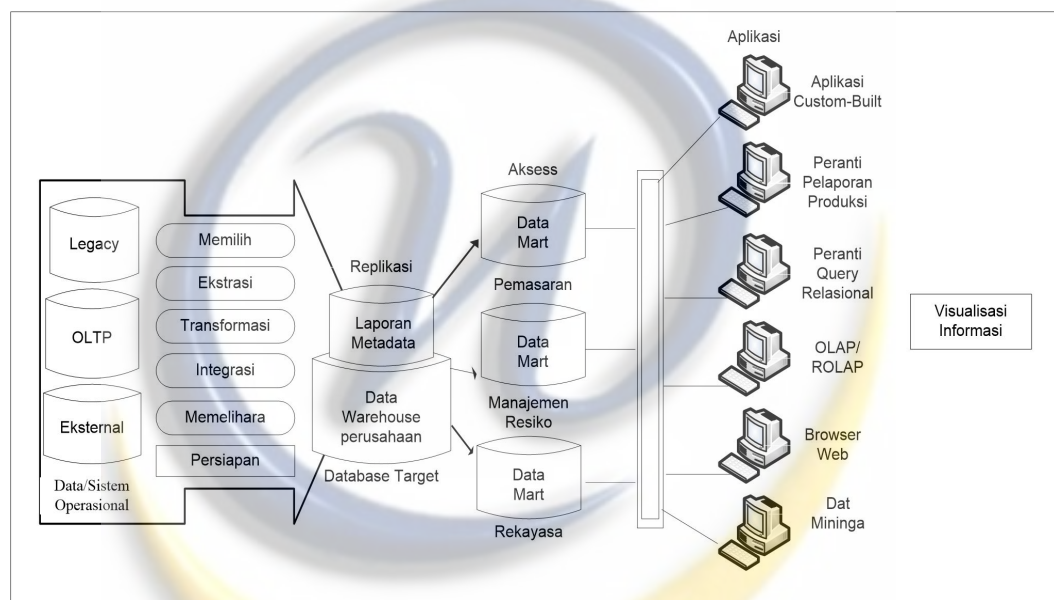 Data/Sistem
Operasional
Legacy
OLTP
Eksternal
Memilih
Ekstrasi
Transformasi
Integrasi
Memelihara
Persiapan
Replikasi
Laporan
Metadata
Data
Warehouse
perusahaan
Database Target
Aksess
Data
Mart
Pemasaran
Data
Mart
Manajemen
Resiko
Data
Mart
Rekayasa
Aplikasi
Aplikasi
Custom-Built
Peranti
Pelaporan
Produksi
Peranti
Query
Relasional
OLAP/
ROLAP
Browser
Web
Dat
Mininga
Visualisasi
Informasi